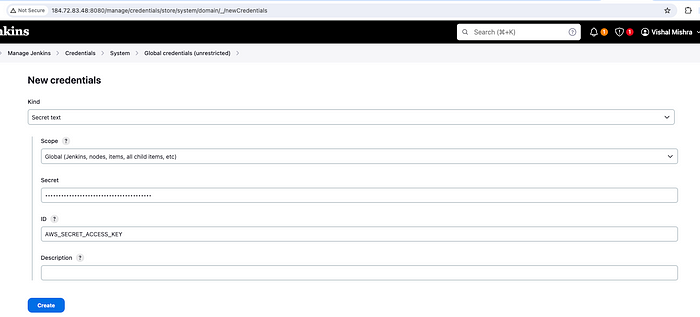 Not Secure 184.72.83.48:8080/manage/credentials/store/system/domain/_/newCredentials
nkins Search (⌘+K) ? 1 1 Vishal Mishra
Manage Jenkins > Credentials > System > Global credentials (unrestricted) >
New credentials
Kind
Secret text
Scope ?
Global (Jenkins, nodes, items, all child items, etc)
Secret
••••••••••••••••••••••••••••••••••••••••
ID ?
AWS_SECRET_ACCESS_KEY
Description ?
Create